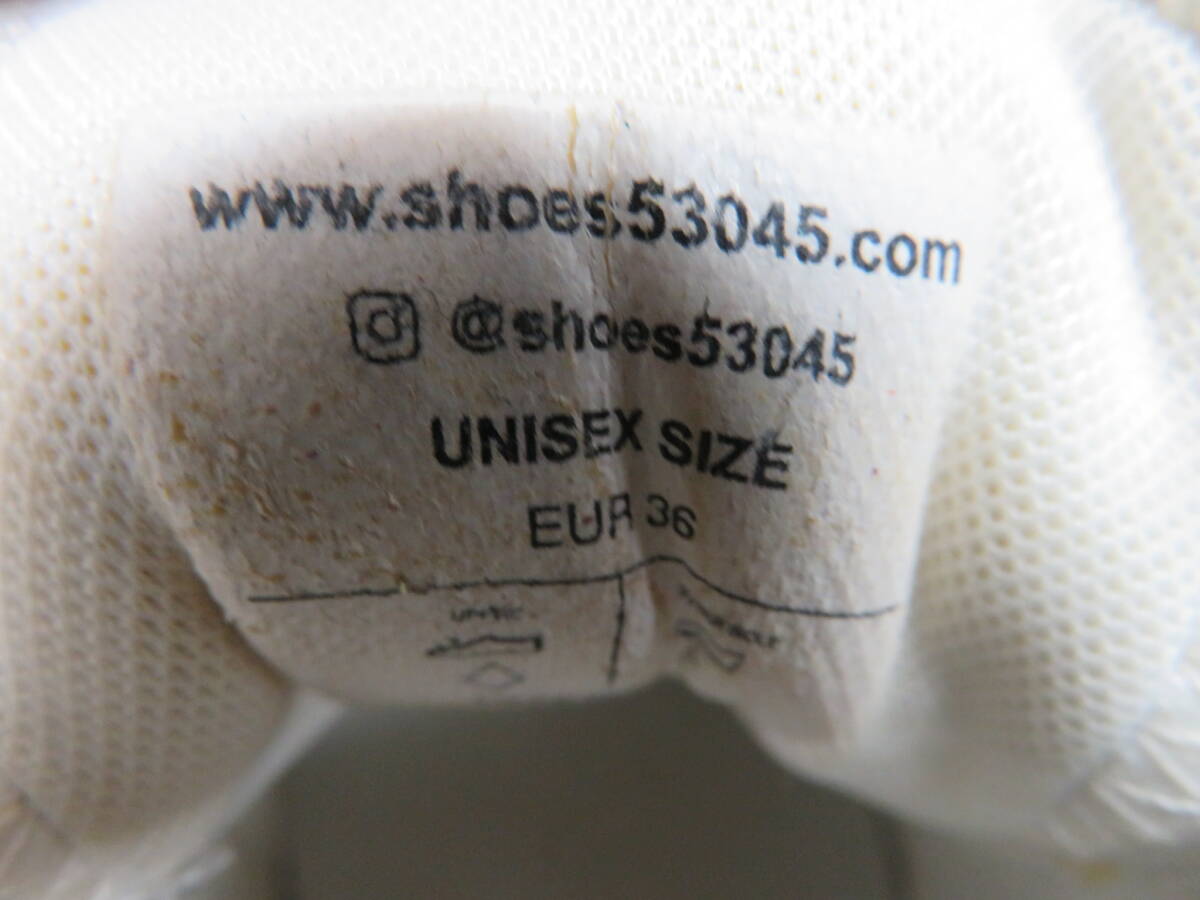 www.shoes53045.com
@shoes53045
UNISEX SIZE
EUR 36